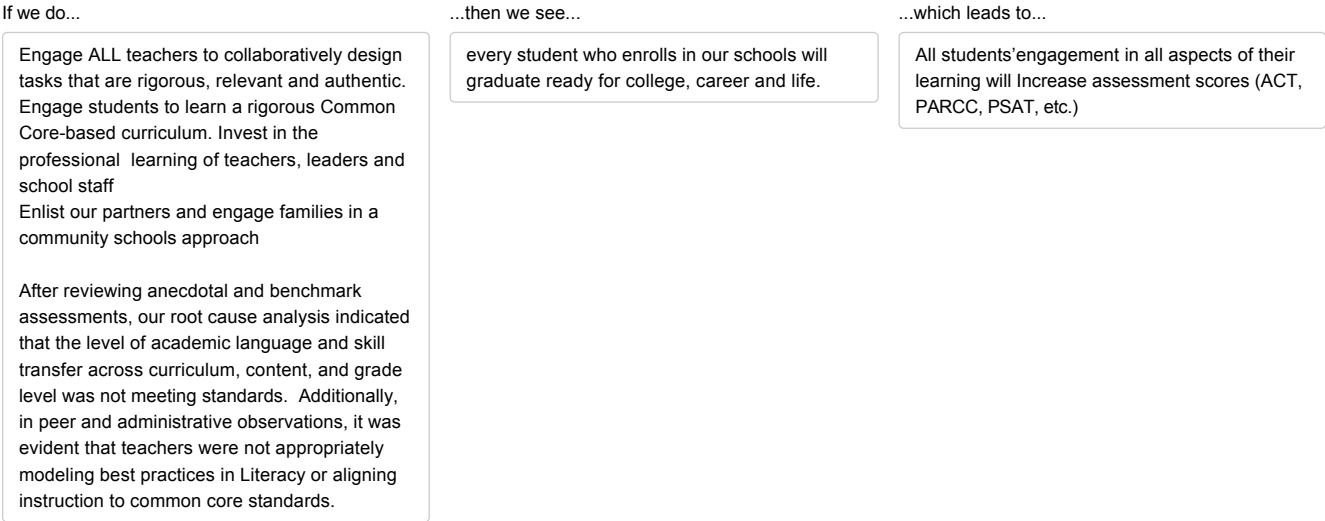 If we do...
Engage ALL teachers to collaboratively design
tasks that are rigorous, relevant and authentic.
Engage students to learn a rigorous Common
Core-based curriculum. Invest in the
professional  learning of teachers, leaders and
school staff
Enlist our partners and engage families in a
community schools approach
After reviewing anecdotal and benchmark
assessments, our root cause analysis indicated
that the level of academic language and skill
transfer across curriculum, content, and grade
level was not meeting standards.  Additionally,
in peer and administrative observations, it was
evident that teachers were not appropriately
modeling best practices in Literacy or aligning
instruction to common core standards.
...then we see...
every student who enrolls in our schools will
graduate ready for college, career and life.
...which leads to...
All students'engagement in all aspects of their
learning will Increase assessment scores (ACT,
PARCC, PSAT, etc.)